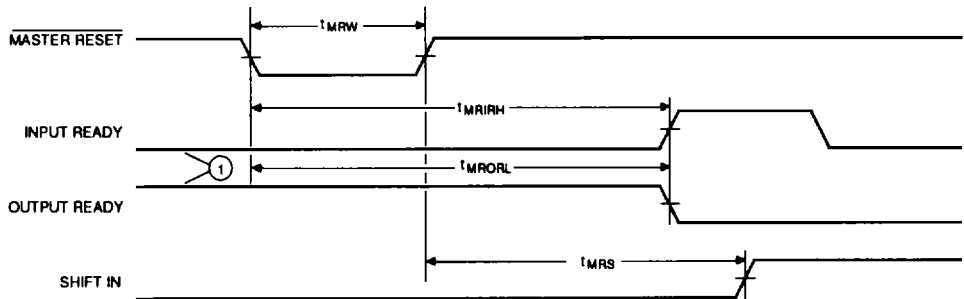 MASTER RESET
tMRW
tMRIRH
INPUT READY
1
tMRORL
OUTPUT READY
tMRS
SHIFT IN